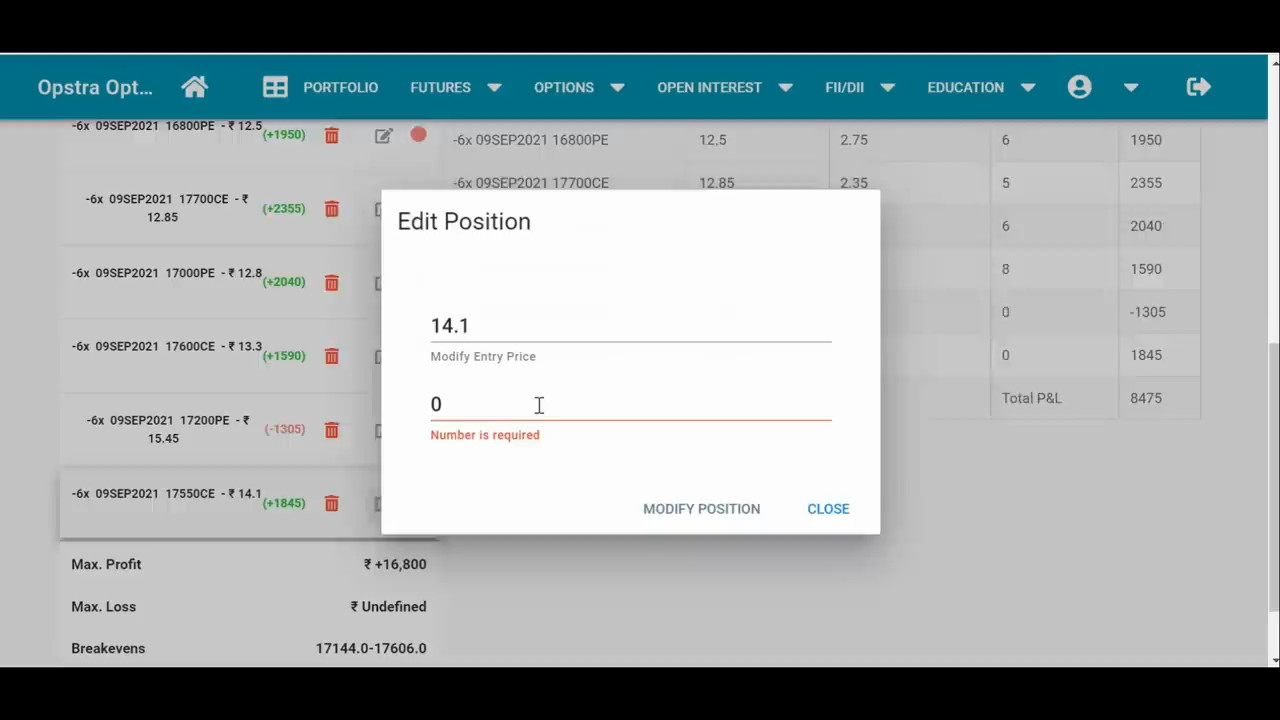 Opstra Opt... PORTFOLIO FUTURES OPTIONS OPEN INTEREST FII/DII EDUCATION
-6x 09SEP2021 16800PE - ₹ 12.5 (+1950)
-6x 09SEP2021 17700CE - ₹ 12.85 (+2355)
-6x 09SEP2021 17000PE - ₹ 12.8 (+2040)
-6x 09SEP2021 17600CE - ₹ 13.3 (+1590)
-6x 09SEP2021 17200PE - ₹ 15.45 (-1305)
-6x 09SEP2021 17550CE - ₹ 14.1 (+1845)
Max. Profit ₹ +16,800
Max. Loss ₹ Undefined
Breakevens 17144.0-17606.0
-6x 09SEP2021 16800PE 12.5 2.75 6 1950
-6x 09SEP2021 17700CE 12.85 2.35 5 2355
6 2040
8 1590
0 -1305
0 1845
Total P&L 8475
Edit Position
14.1
Modify Entry Price
0
Number is required
MODIFY POSITION CLOSE